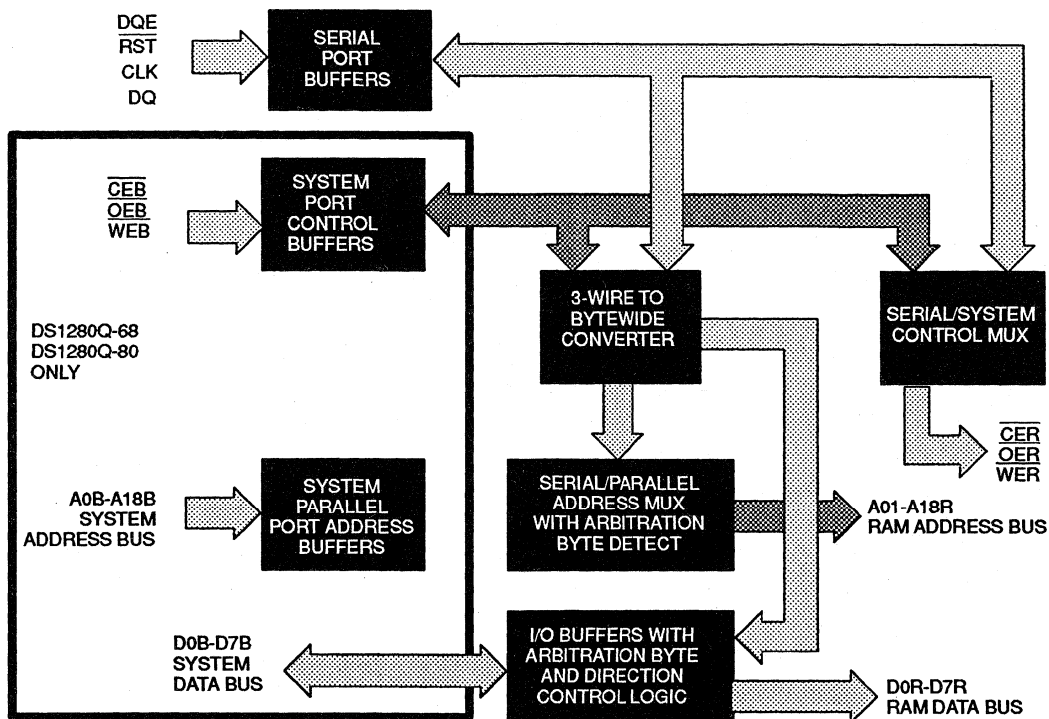 DQE
RST
CLK
DQ
SERIAL
PORT
BUFFERS
CEB
OEB
WEB
SYSTEM
PORT
CONTROL
BUFFERS
3-WIRE TO
BYTEWIDE
CONVERTER
SERIAL/SYSTEM
CONTROL MUX
DS1280Q-68
DS1280Q-80
ONLY
CER
OER
WER
A0B-A18B
SYSTEM
ADDRESS BUS
SYSTEM
PARALLEL
PORT ADDRESS
BUFFERS
SERIAL/PARALLEL
ADDRESS MUX
WITH ARBITRATION
BYTE DETECT
A01-A18R
RAM ADDRESS BUS
D0B-D7B
SYSTEM
DATA BUS
I/O BUFFERS WITH
ARBITRATION BYTE
AND DIRECTION
CONTROL LOGIC
D0R-D7R
RAM DATA BUS